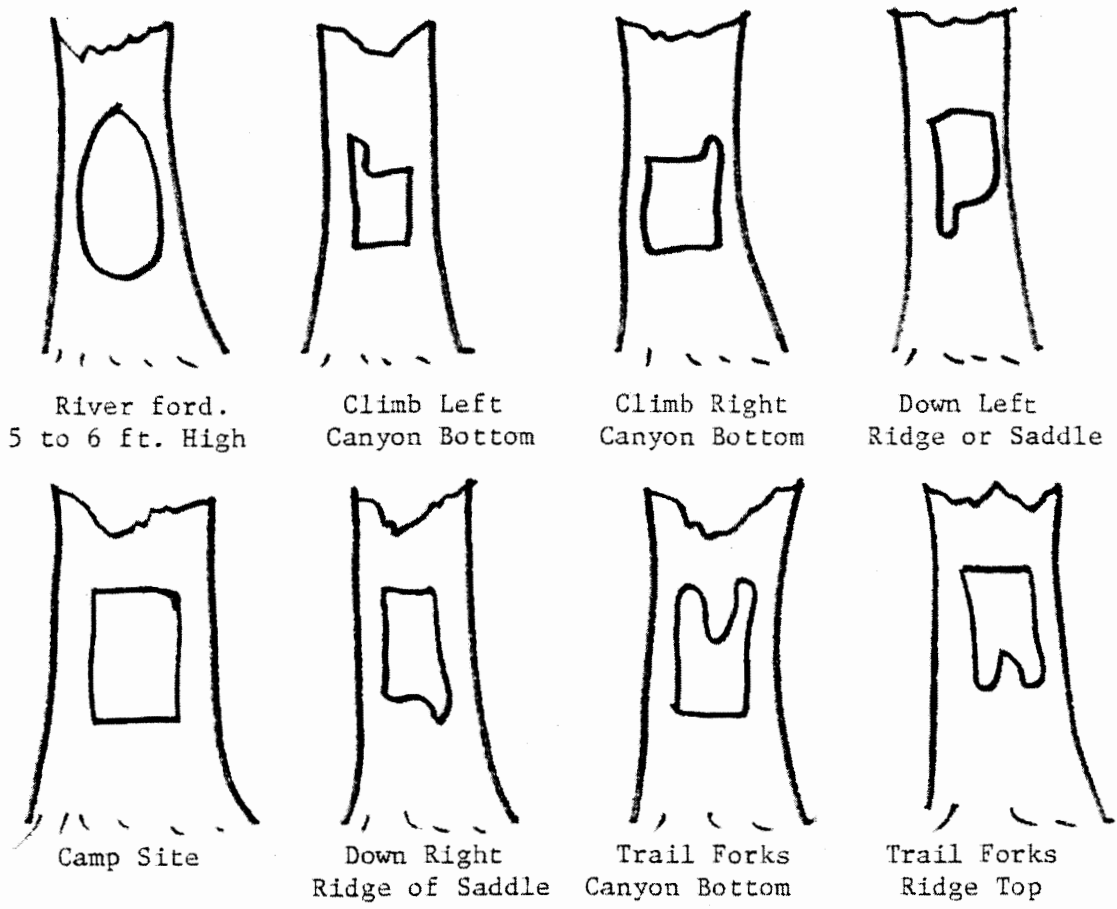 River ford.
5 to 6 ft. High
Climb Left
Canyon Bottom
Climb Right
Canyon Bottom
Down Left
Ridge or Saddle
Camp Site
Down Right
Ridge of Saddle
Trail Forks
Canyon Bottom
Trail Forks
Ridge Top